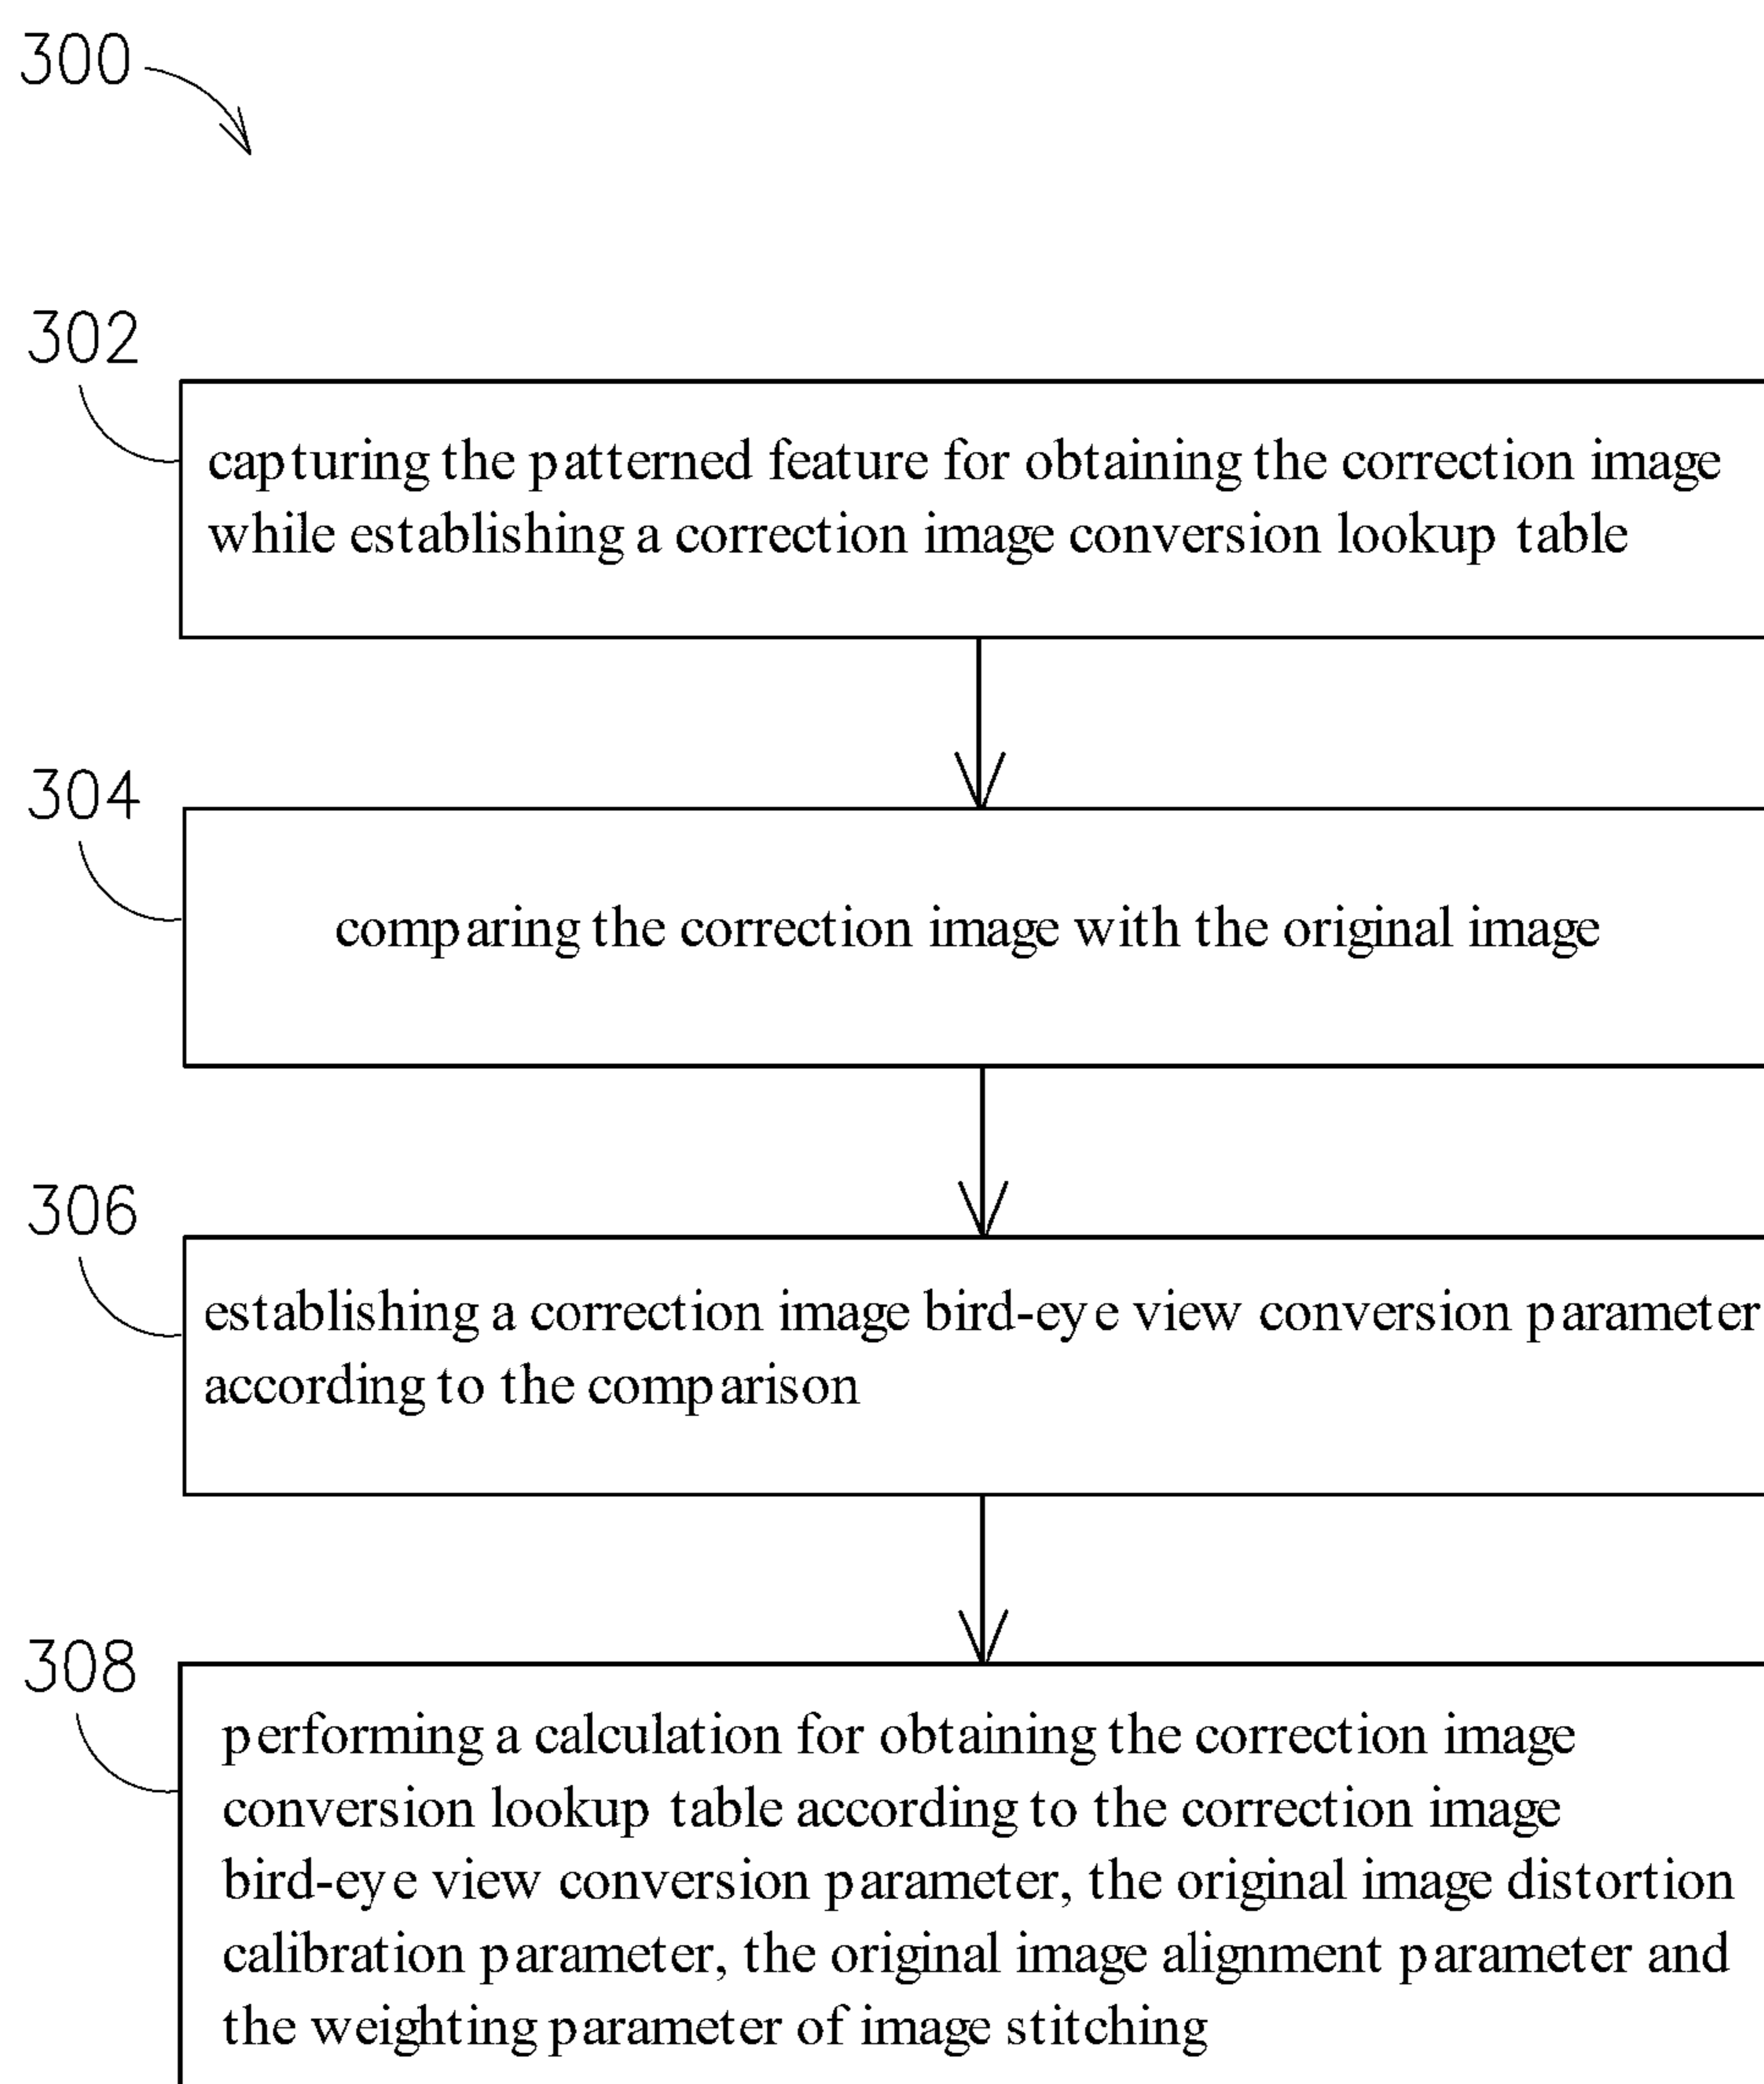 300
302
capturing the patterned feature for obtaining the correction image
while establishing a correction image conversion lookup table
304
comparing the correction image with the original image
306
establishing a correction image bird-eye view conversion parameter
according to the comparison
308
performing a calculation for obtaining the correction image
conversion lookup table according to the correction image
bird-eye view conversion parameter, the original image distortion
calibration parameter, the original image alignment parameter and
the weighting parameter of image stitching